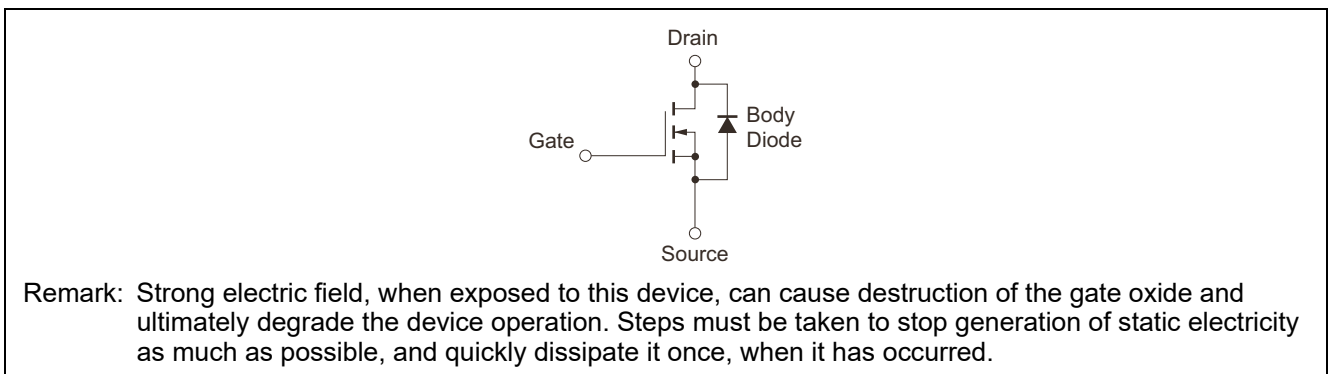 Drain
Body
Diode
Gate
Source
Remark: Strong electric field, when exposed to this device, can cause destruction of the gate oxide and
ultimately degrade the device operation. Steps must be taken to stop generation of static electricity
as much as possible, and quickly dissipate it once, when it has occurred.